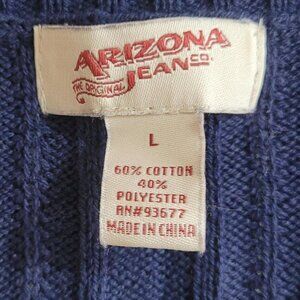 ARIZONA
THE ORIGINAL JEAN CO.
L
60% COTTON
40%
POLYESTER
RN#93677
MADE IN CHINA